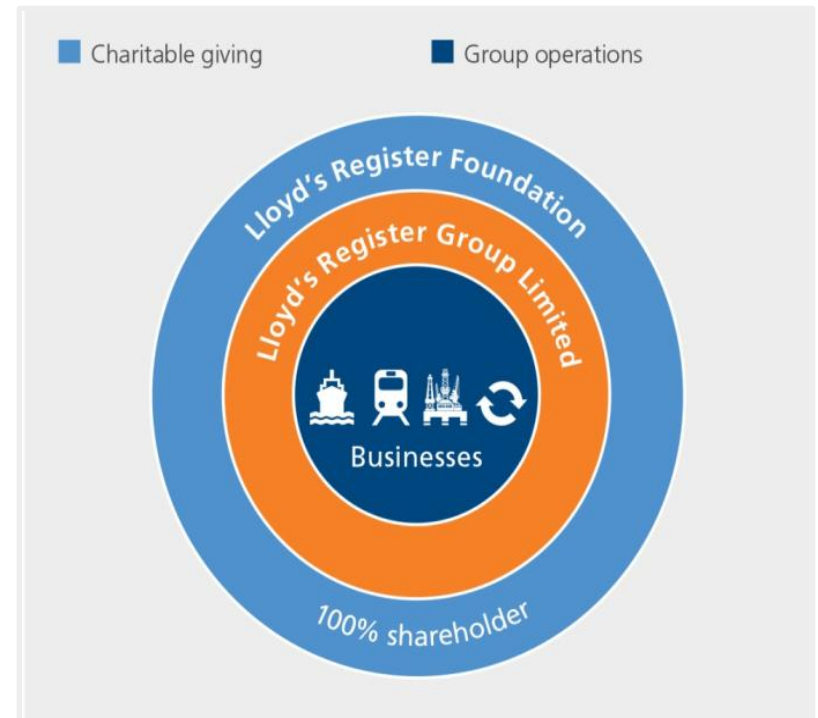 Charitable giving
Group operations
Lloyd's Register Foundation
Lloyd's Register Group Limited
Businesses
100% shareholder